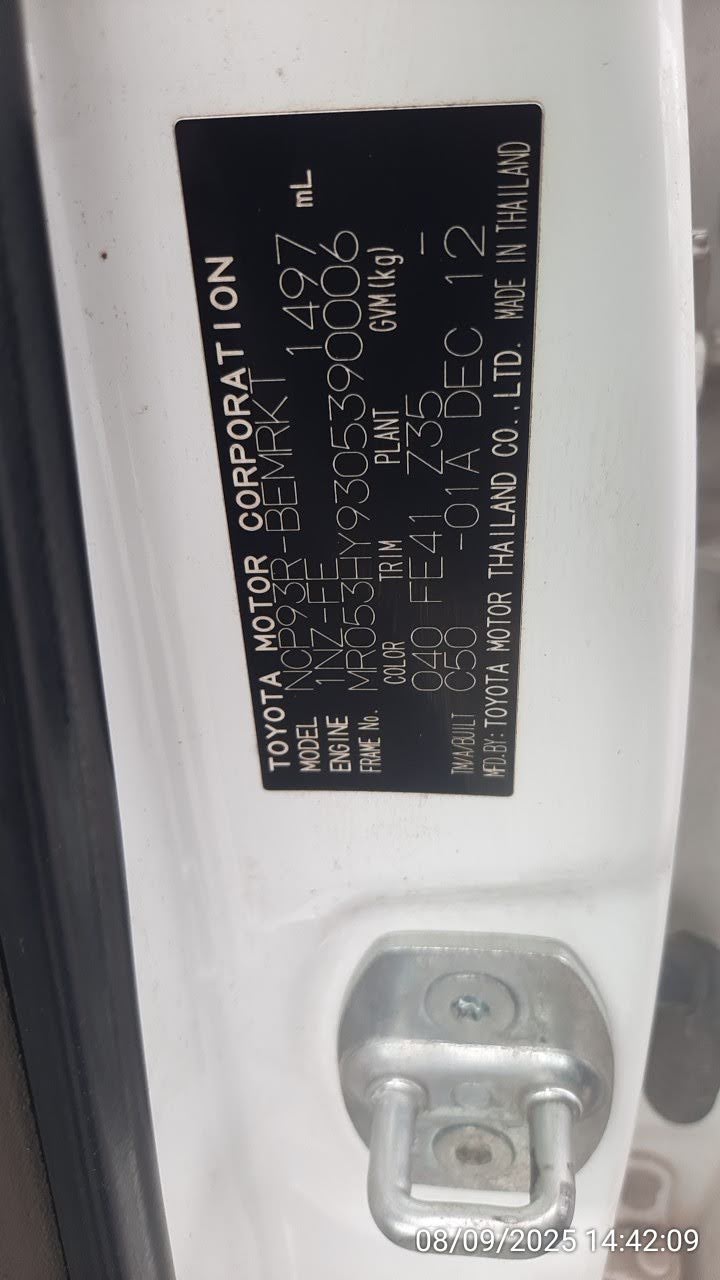 TOYOTA MOTOR CORPORATION
MODEL NCP93R-BEMRKT 1497 mL
ENGINE 1NZ-FE
FRAME No. MR053HY9305390006
COLOR TRIM PLANT GVM(kg)
040 FE41 Z35 —
TM/A/BUILT C50 -01A DEC 12
MFD.BY: TOYOTA MOTOR THAILAND CO.,LTD. MADE IN THAILAND
08/09/2025 14:42:09